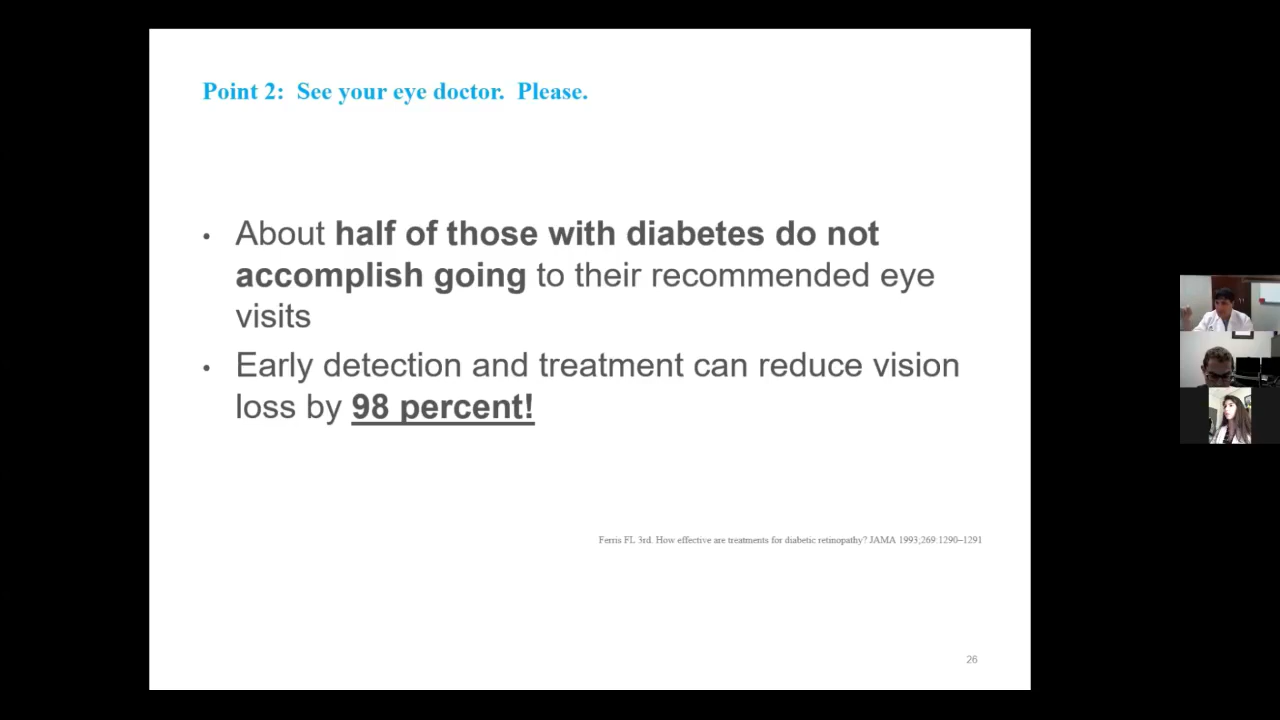 Point 2: See your eye doctor. Please.
• About half of those with diabetes do not
accomplish going to their recommended eye
visits
• Early detection and treatment can reduce vision
loss by 98 percent!
Ferris FL 3rd. How effective are treatments for diabetic retinopathy? JAMA 1993;269:1290–1291
26